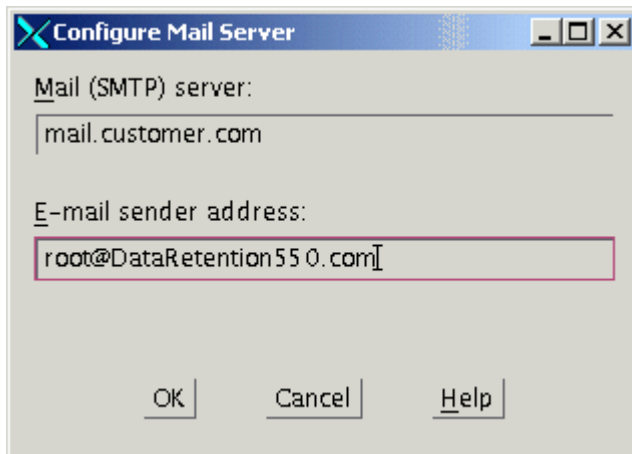 Configure Mail Server
Mail (SMTP) server:
mail.customer.com
E-mail sender address:
root@DataRetention550.com
OK Cancel Help